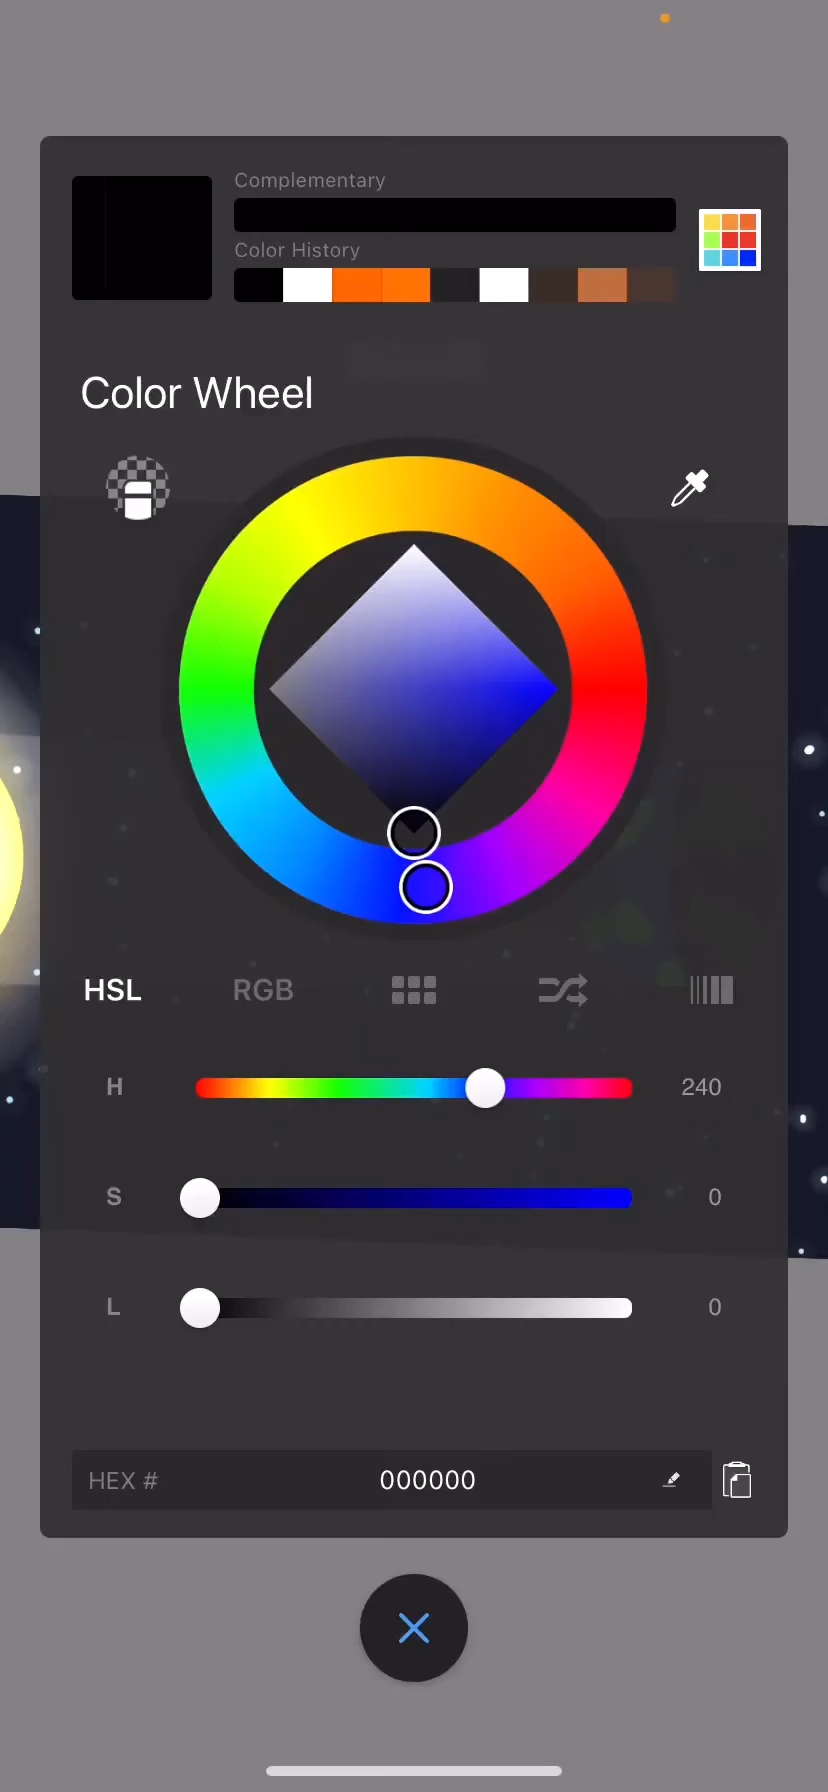 Complementary
Color History
Color Wheel
HSL RGB
H 240
S 0
L 0
HEX # 000000